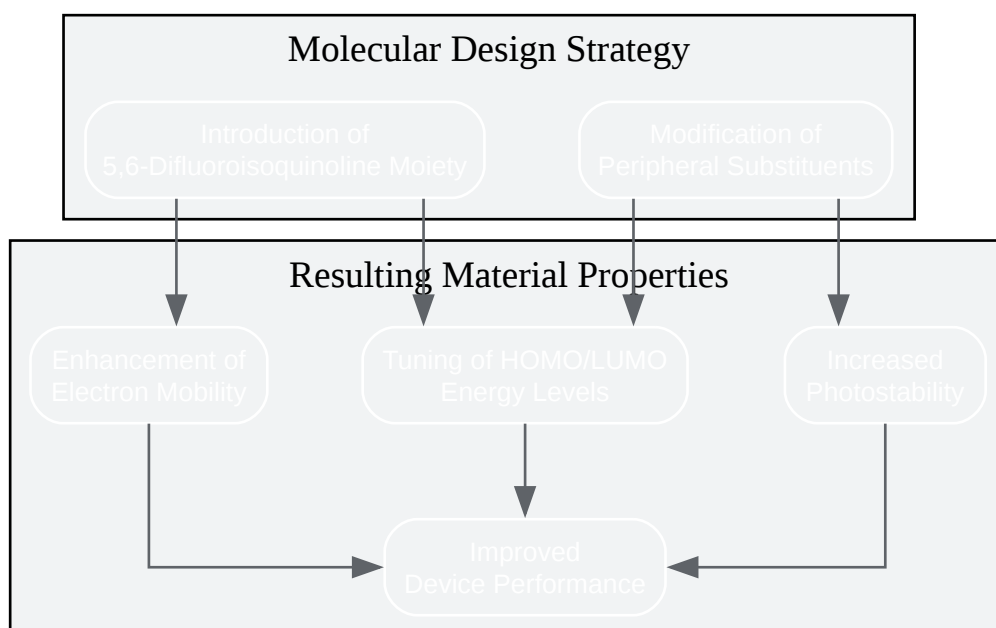 Molecular Design Strategy
Introduction of
5,6-Difluoroisoquinoline Moiety
Modification of
Peripheral Substituents
Resulting Material Properties
Enhancement of
Electron Mobility
Tuning of HOMO/LUMO
Energy Levels
Increased
Photostability
Improved
Device Performance